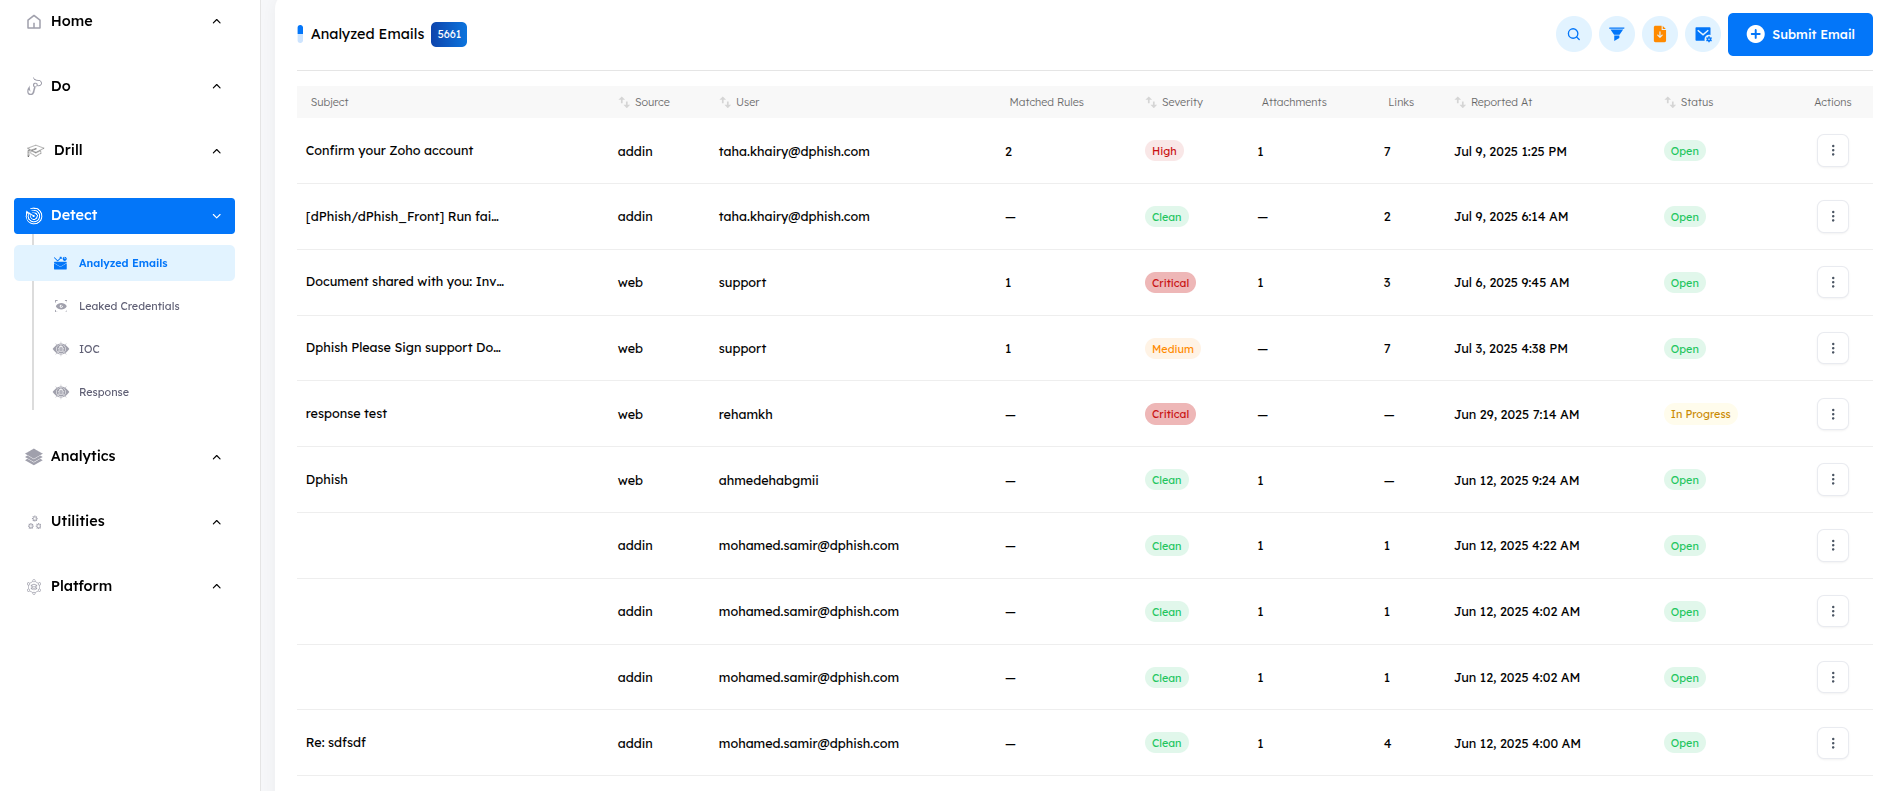 Home
Do
Drill
Detect
Analyzed Emails
Leaked Credentials
IOC
Response
Analytics
Utilities
Platform
Analyzed Emails 5661
Submit Email
Subject Source User Matched Rules Severity Attachments Links Reported At Status Actions
Confirm your Zoho account addin taha.khairy@dphish.com 2 High 1 7 Jul 9, 2025 1:25 PM Open
[dPhish/dPhish_Front] Run fai... addin taha.khairy@dphish.com — Clean — 2 Jul 9, 2025 6:14 AM Open
Document shared with you: Inv... web support 1 Critical 1 3 Jul 6, 2025 9:45 AM Open
Dphish Please Sign support Do... web support 1 Medium — 7 Jul 3, 2025 4:38 PM Open
response test web rehamkh — Critical — — Jun 29, 2025 7:14 AM In Progress
Dphish web ahmedehabgmii — Clean 1 — Jun 12, 2025 9:24 AM Open
addin mohamed.samir@dphish.com — Clean 1 1 Jun 12, 2025 4:22 AM Open
addin mohamed.samir@dphish.com — Clean 1 1 Jun 12, 2025 4:02 AM Open
addin mohamed.samir@dphish.com — Clean 1 1 Jun 12, 2025 4:02 AM Open
Re: sdfsdf addin mohamed.samir@dphish.com — Clean 1 4 Jun 12, 2025 4:00 AM Open